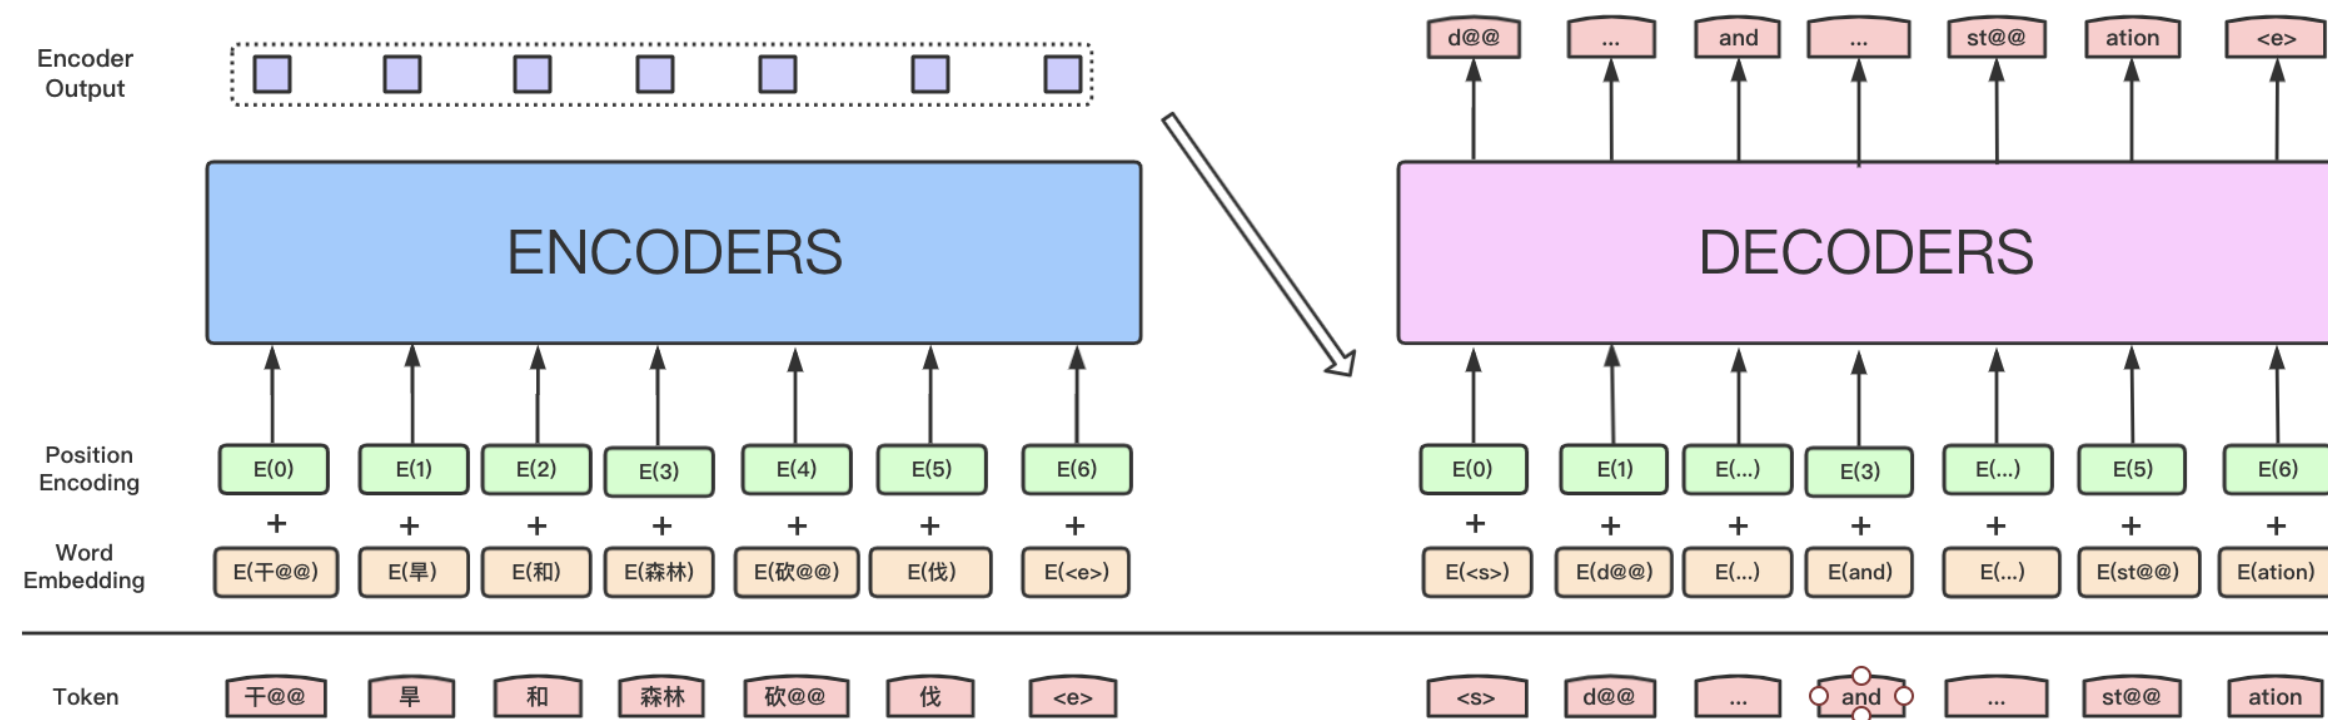 Encoder
Output
d@@ ... and ... st@@ ation <e>
ENCODERS
DECODERS
Position
Encoding
E(0) E(1) E(2) E(3) E(4) E(5) E(6)
E(0) E(1) E(...) E(3) E(...) E(5) E(6)
+ + + + + + +
+ + + + + + +
Word
Embedding
E(干@@) E(旱) E(和) E(森林) E(砍@@) E(伐) E(<e>)
E(<s>) E(d@@) E(...) E(and) E(...) E(st@@) E(ation)
Token
干@@ 旱 和 森林 砍@@ 伐 <e>
<s> d@@ ... and ... st@@ ation